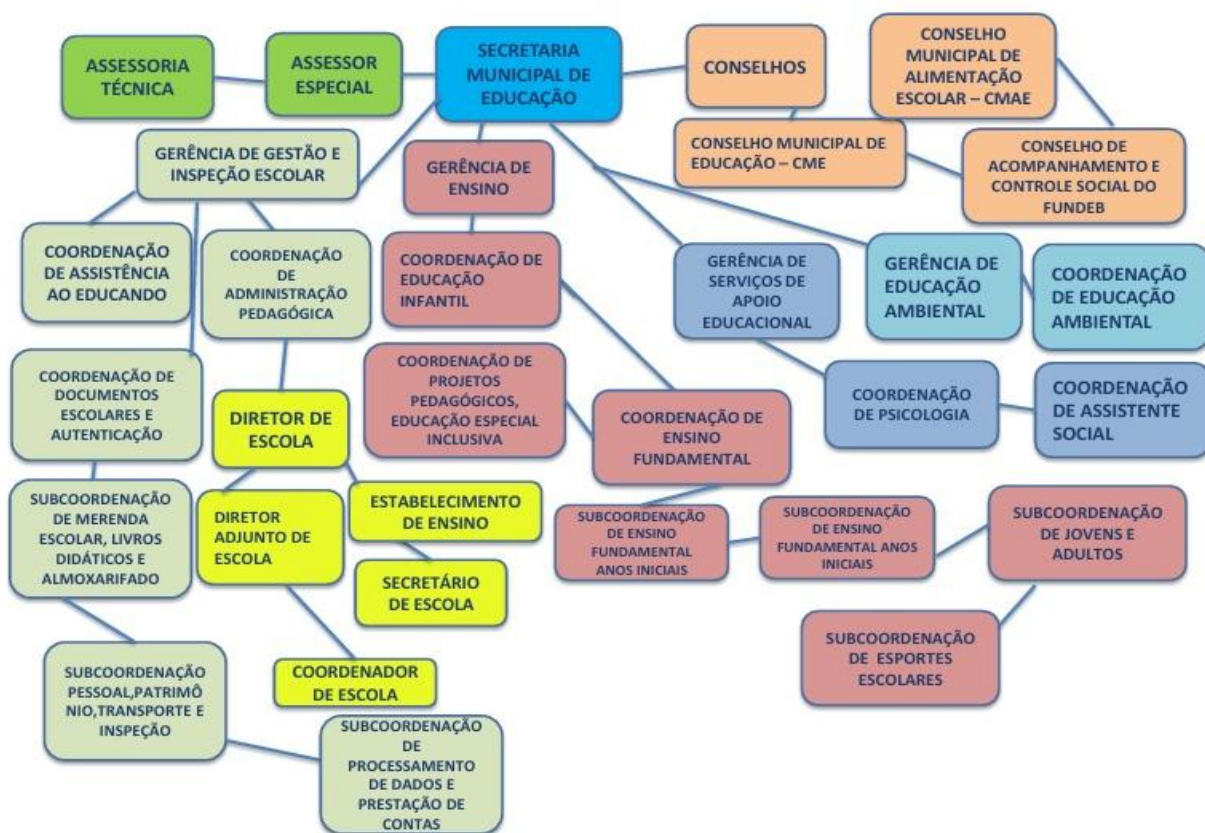 ASSESSORIA
TÉCNICA
ASSESSOR
ESPECIAL
SECRETARIA
MUNICIPAL DE
EDUCAÇÃO
CONSELHOS
CONSELHO
MUNICIPAL DE
ALIMENTAÇÃO
ESCOLAR – CMAE
CONSELHO MUNICIPAL DE
EDUCAÇÃO – CME
CONSELHO DE
ACOMPANHAMENTO E
CONTROLE SOCIAL DO
FUNDEB
GERÊNCIA DE GESTÃO E
INSPEÇÃO ESCOLAR
GERÊNCIA DE
ENSINO
COORDENAÇÃO
DE ASSISTÊNCIA
AO EDUCANDO
COORDENAÇÃO
DE
ADMINISTRAÇÃO
PEDAGÓGICA
COORDENAÇÃO DE
EDUCAÇÃO
INFANTIL
GERÊNCIA DE
SERVIÇOS DE
APOIO
EDUCACIONAL
GERÊNCIA DE
EDUCAÇÃO
AMBIENTAL
COORDENAÇÃO
DE EDUCAÇÃO
AMBIENTAL
COORDENAÇÃO DE
DOCUMENTOS
ESCOLARES E
AUTENTICAÇÃO
DIRETOR DE
ESCOLA
COORDENAÇÃO DE
PROJETOS
PEDAGÓGICOS,
EDUCAÇÃO ESPECIAL
INCLUSIVA
COORDENAÇÃO DE
ENSINO
FUNDAMENTAL
COORDENAÇÃO
DE PSICOLOGIA
COORDENAÇÃO
DE ASSISTENTE
SOCIAL
SUBCOORDENAÇÃO
DE MERENDA
ESCOLAR, LIVROS
DIDÁTICOS E
ALMOXARIFADO
DIRETOR
ADJUNTO DE
ESCOLA
ESTABELECIMENTO
DE ENSINO
SECRETÁRIO
DE ESCOLA
SUBCOORDENAÇÃO
DE ENSINO
FUNDAMENTAL
ANOS INICIAIS
SUBCOORDENAÇÃO
DE ENSINO
FUNDAMENTAL ANOS
INICIAIS
SUBCOORDENAÇÃO
DE JOVENS E
ADULTOS
SUBCOORDENAÇÃO
DE ESPORTES
ESCOLARES
SUBCOORDENAÇÃO
PESSOAL,PATRIMÔ
NIO,TRANSPORTE E
INSPEÇÃO
COORDENADOR
DE ESCOLA
SUBCOORDENAÇÃO
DE
PROCESSAMENTO
DE DADOS E
PRESTAÇÃO DE
CONTAS